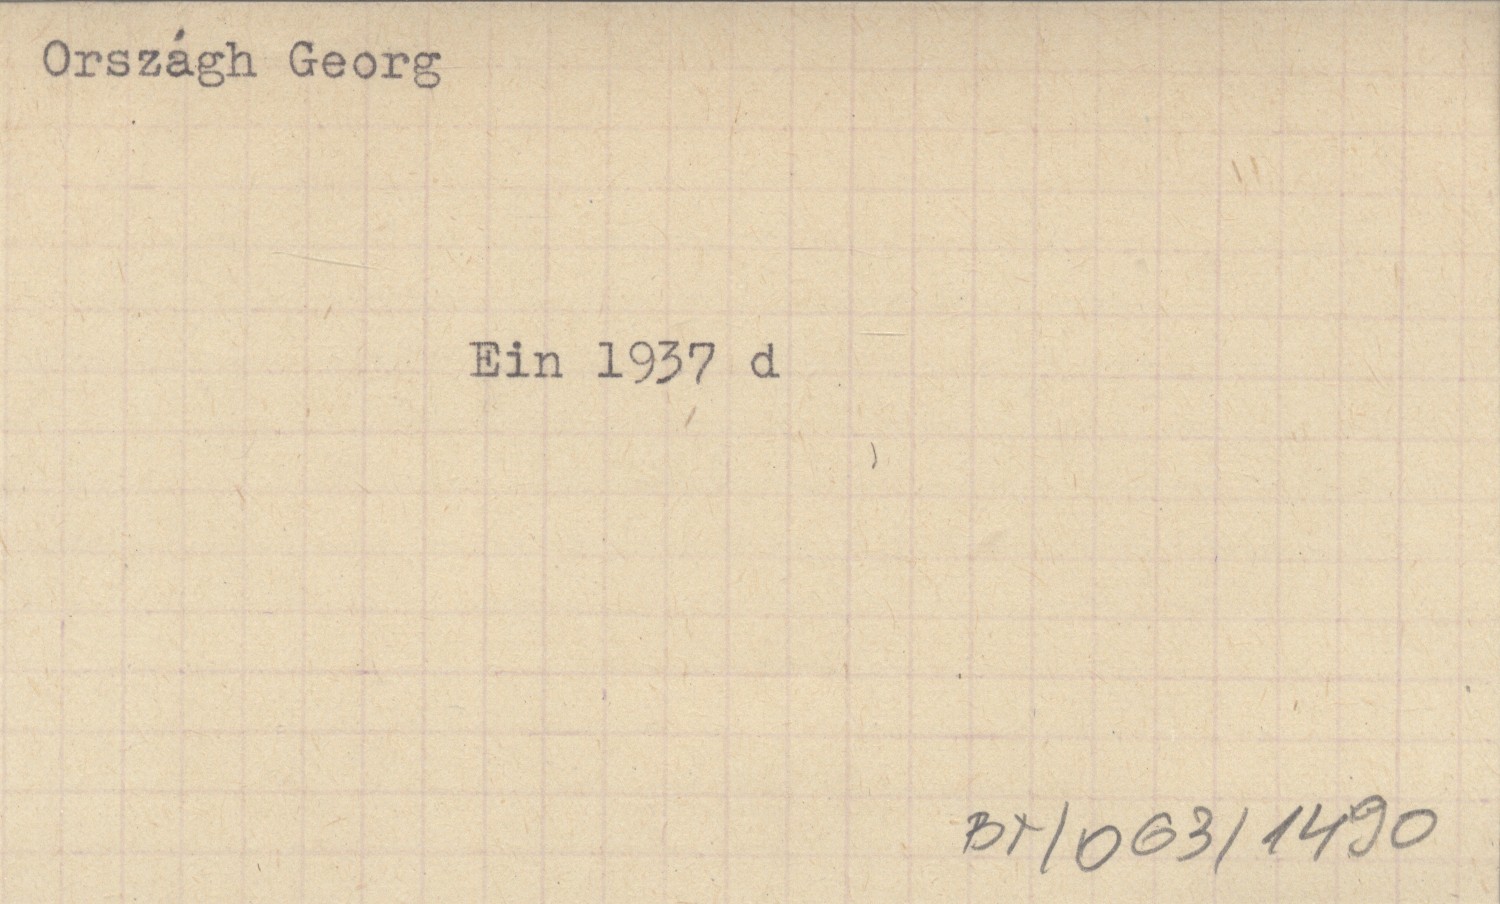 Országh Georg
Ein 1937 d
BT/063/1490